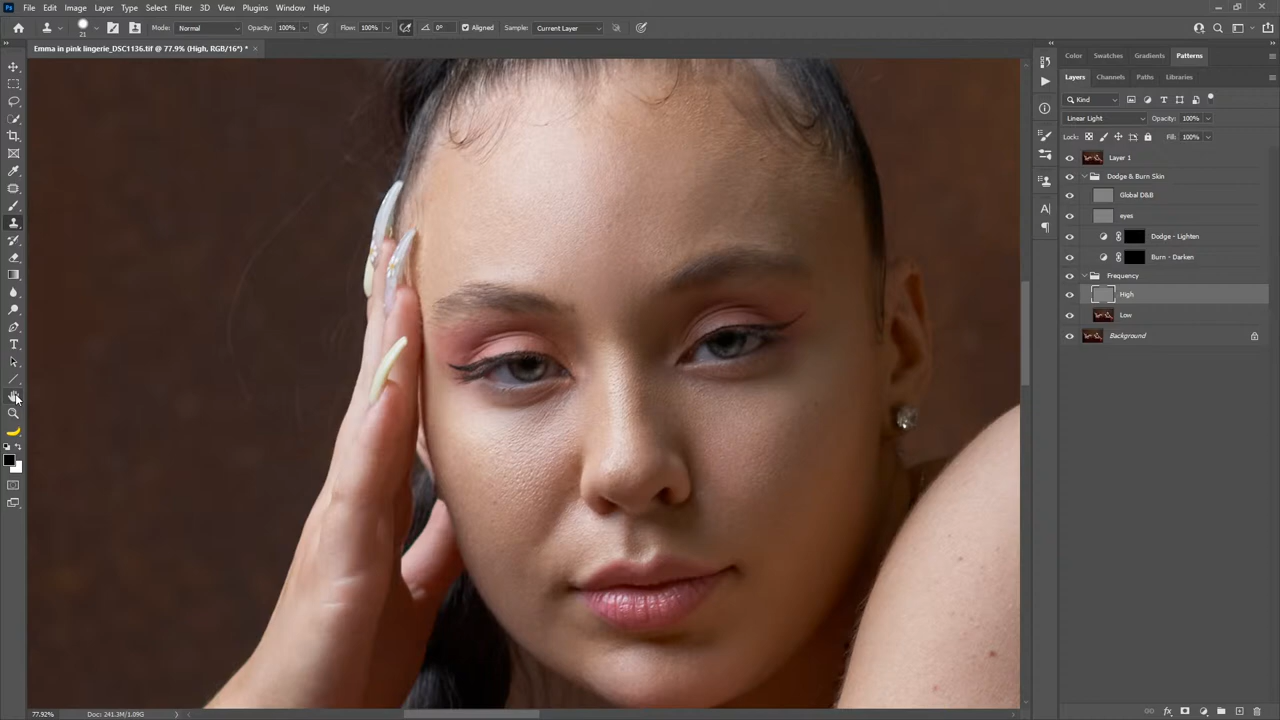 Ps File Edit Image Layer Type Select Filter 3D View Plugins Window Help
21 Mode: Normal Opacity: 100% Flow: 100% 0° Aligned Sample: Current Layer
Emma in pink lingerie_DSC1136.tif @ 77.9% (High, RGB/16*) * ×
Color Swatches Gradients Patterns
Layers Channels Paths Libraries
Kind
Linear Light Opacity: 100%
Lock: Fill: 100%
Layer 1
Dodge & Burn Skin
Global D&B
eyes
Dodge - Lighten
Burn - Darken
Frequency
High
Low
Background
77.92% Doc: 241.3M/1.09G